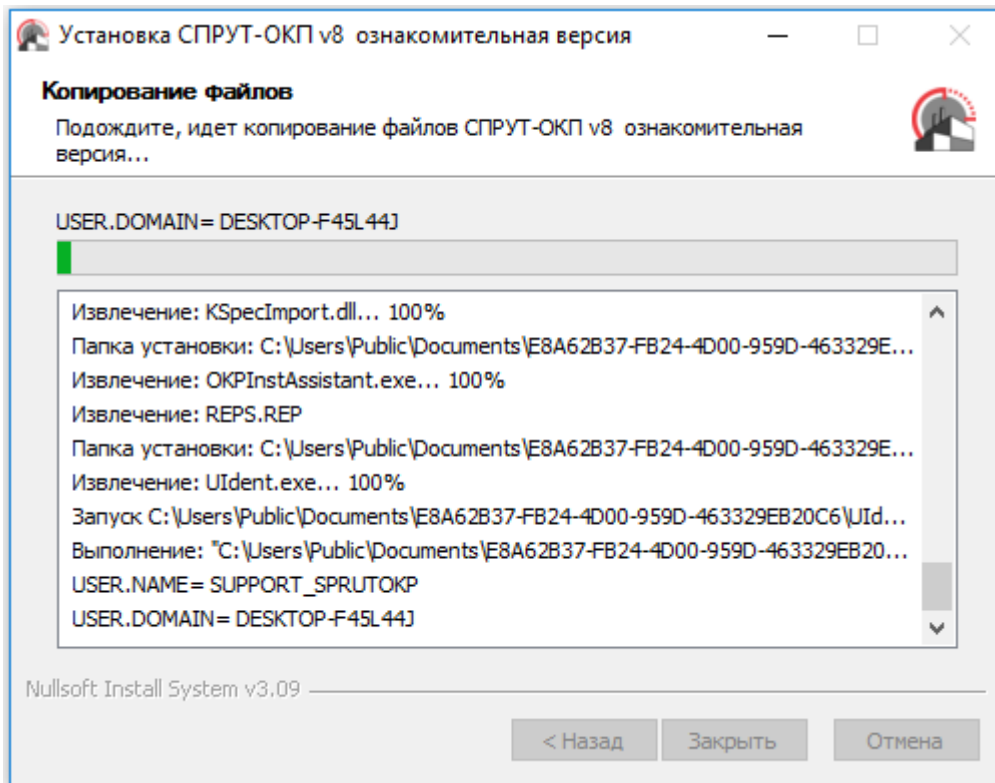 Установка СПРУТ-ОКП v8 ознакомительная версия
Копирование файлов
Подождите, идет копирование файлов СПРУТ-ОКП v8 ознакомительная
версия...
USER.DOMAIN= DESKTOP-F45L44J
Извлечение: KSpecImport.dll... 100%
Папка установки: C:\Users\Public\Documents\E8A62B37-FB24-4D00-959D-463329E...
Извлечение: OKPInstAssistant.exe... 100%
Извлечение: REPS.REP
Папка установки: C:\Users\Public\Documents\E8A62B37-FB24-4D00-959D-463329E...
Извлечение: UIdent.exe... 100%
Запуск C:\Users\Public\Documents\E8A62B37-FB24-4D00-959D-463329EB20C6\UId...
Выполнение: "C:\Users\Public\Documents\E8A62B37-FB24-4D00-959D-463329EB20...
USER.NAME= SUPPORT_SPRUTOKP
USER.DOMAIN= DESKTOP-F45L44J
Nullsoft Install System v3.09
< Назад Закрыть Отмена